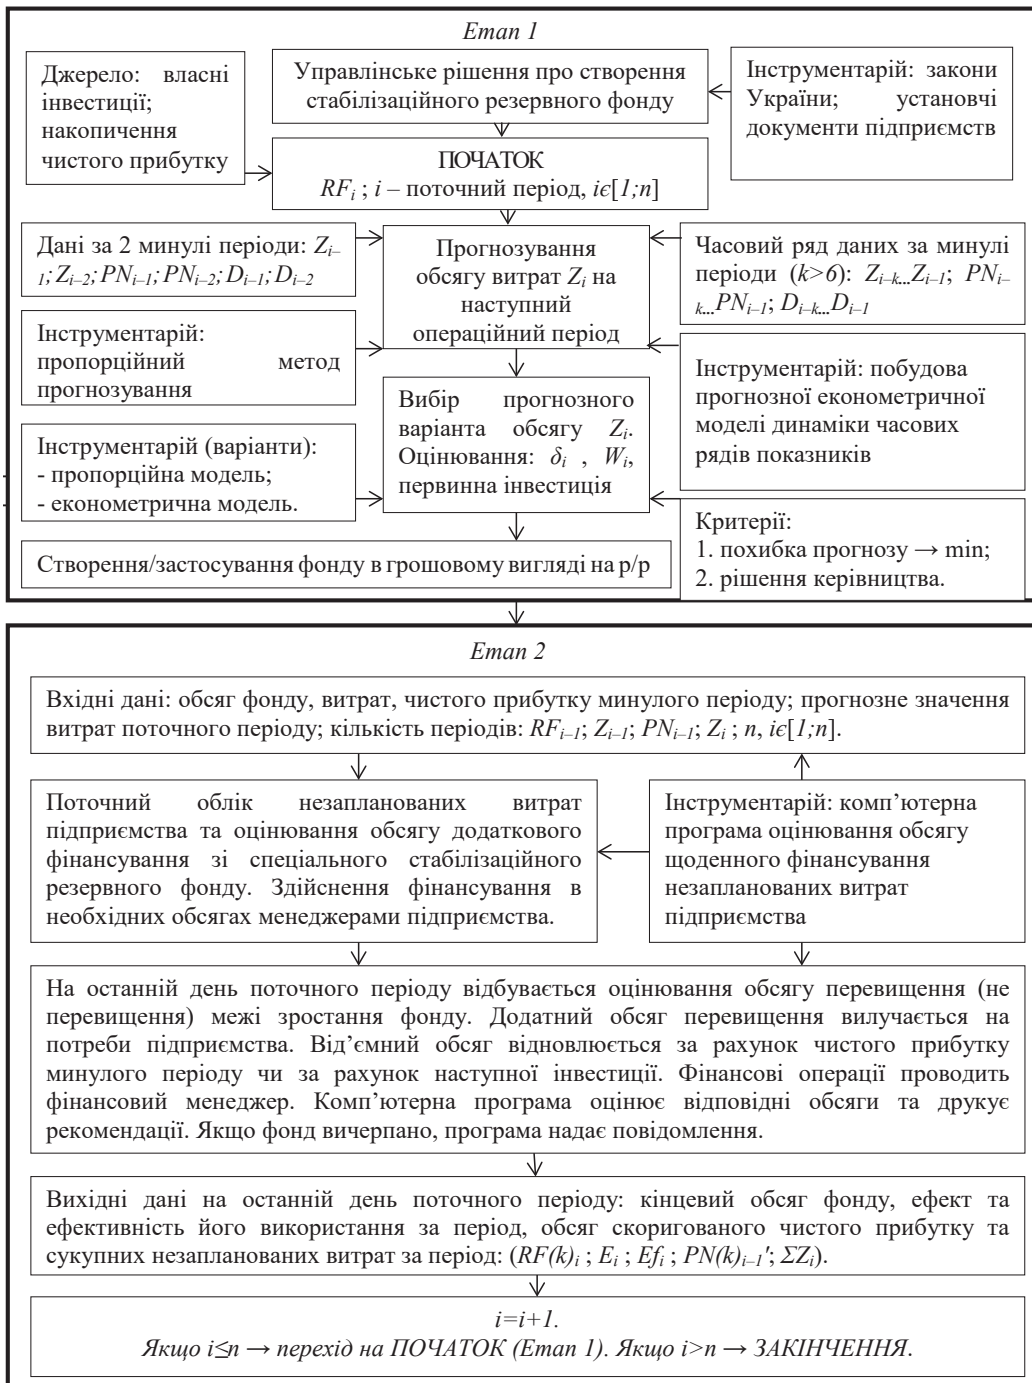 Етап 1
Джерело: власні
інвестиції;
накопичення
чистого прибутку
Управлінське рішення про створення
стабілізаційного резервного фонду
Інструментарій: закони
України; установчі
документи підприємств
ПОЧАТОК
RFᵢ ; i – поточний період, iє[1;n]
Дані за 2 минулі періоди: Zᵢ₋
₁; Zᵢ₋₂; PNᵢ₋₁; PNᵢ₋₂; Dᵢ₋₁; Dᵢ₋₂
Прогнозування
обсягу витрат Zᵢ на
наступний
операційний період
Часовий ряд даних за минулі
періоди (k>6): Zᵢ₋ₖ...Zᵢ₋₁; PNᵢ₋
ₖ...PNᵢ₋₁; Dᵢ₋ₖ...Dᵢ₋₁
Інструментарій:
пропорційний метод
прогнозування
Інструментарій: побудова
прогнозної економетричної
моделі динаміки часових
рядів показників
Інструментарій (варіанти):
- пропорційна модель;
- економетрична модель.
Вибір прогнозного
варіанта обсягу Zᵢ.
Оцінювання: δᵢ , Wᵢ,
первинна інвестиція
Критерії:
1. похибка прогнозу → min;
2. рішення керівництва.
Створення/застосування фонду в грошовому вигляді на р/р
Етап 2
Вхідні дані: обсяг фонду, витрат, чистого прибутку минулого періоду; прогнозне значення
витрат поточного періоду; кількість періодів: RFᵢ₋₁; Zᵢ₋₁; PNᵢ₋₁; Zᵢ ; n, iє[1;n].
Поточний облік незапланованих витрат
підприємства та оцінювання обсягу додаткового
фінансування зі спеціального стабілізаційного
резервного фонду. Здійснення фінансування в
необхідних обсягах менеджерами підприємства.
Інструментарій: комп’ютерна
програма оцінювання обсягу
щоденного фінансування
незапланованих витрат
підприємства
На останній день поточного періоду відбувається оцінювання обсягу перевищення (не
перевищення) межі зростання фонду. Додатний обсяг перевищення вилучається на
потреби підприємства. Від’ємний обсяг відновлюється за рахунок чистого прибутку
минулого періоду чи за рахунок наступної інвестиції. Фінансові операції проводить
фінансовий менеджер. Комп’ютерна програма оцінює відповідні обсяги та друкує
рекомендації. Якщо фонд вичерпано, програма надає повідомлення.
Вихідні дані на останній день поточного періоду: кінцевий обсяг фонду, ефект та
ефективність його використання за період, обсяг скоригованого чистого прибутку та
сукупних незапланованих витрат за період: (RF(k)ᵢ ; Eᵢ ; Efᵢ ; PN(k)ᵢ₋₁′; ΣZᵢ).
i=i+1.
Якщо i≤n → перехід на ПОЧАТОК (Етап 1). Якщо i>n → ЗАКІНЧЕННЯ.